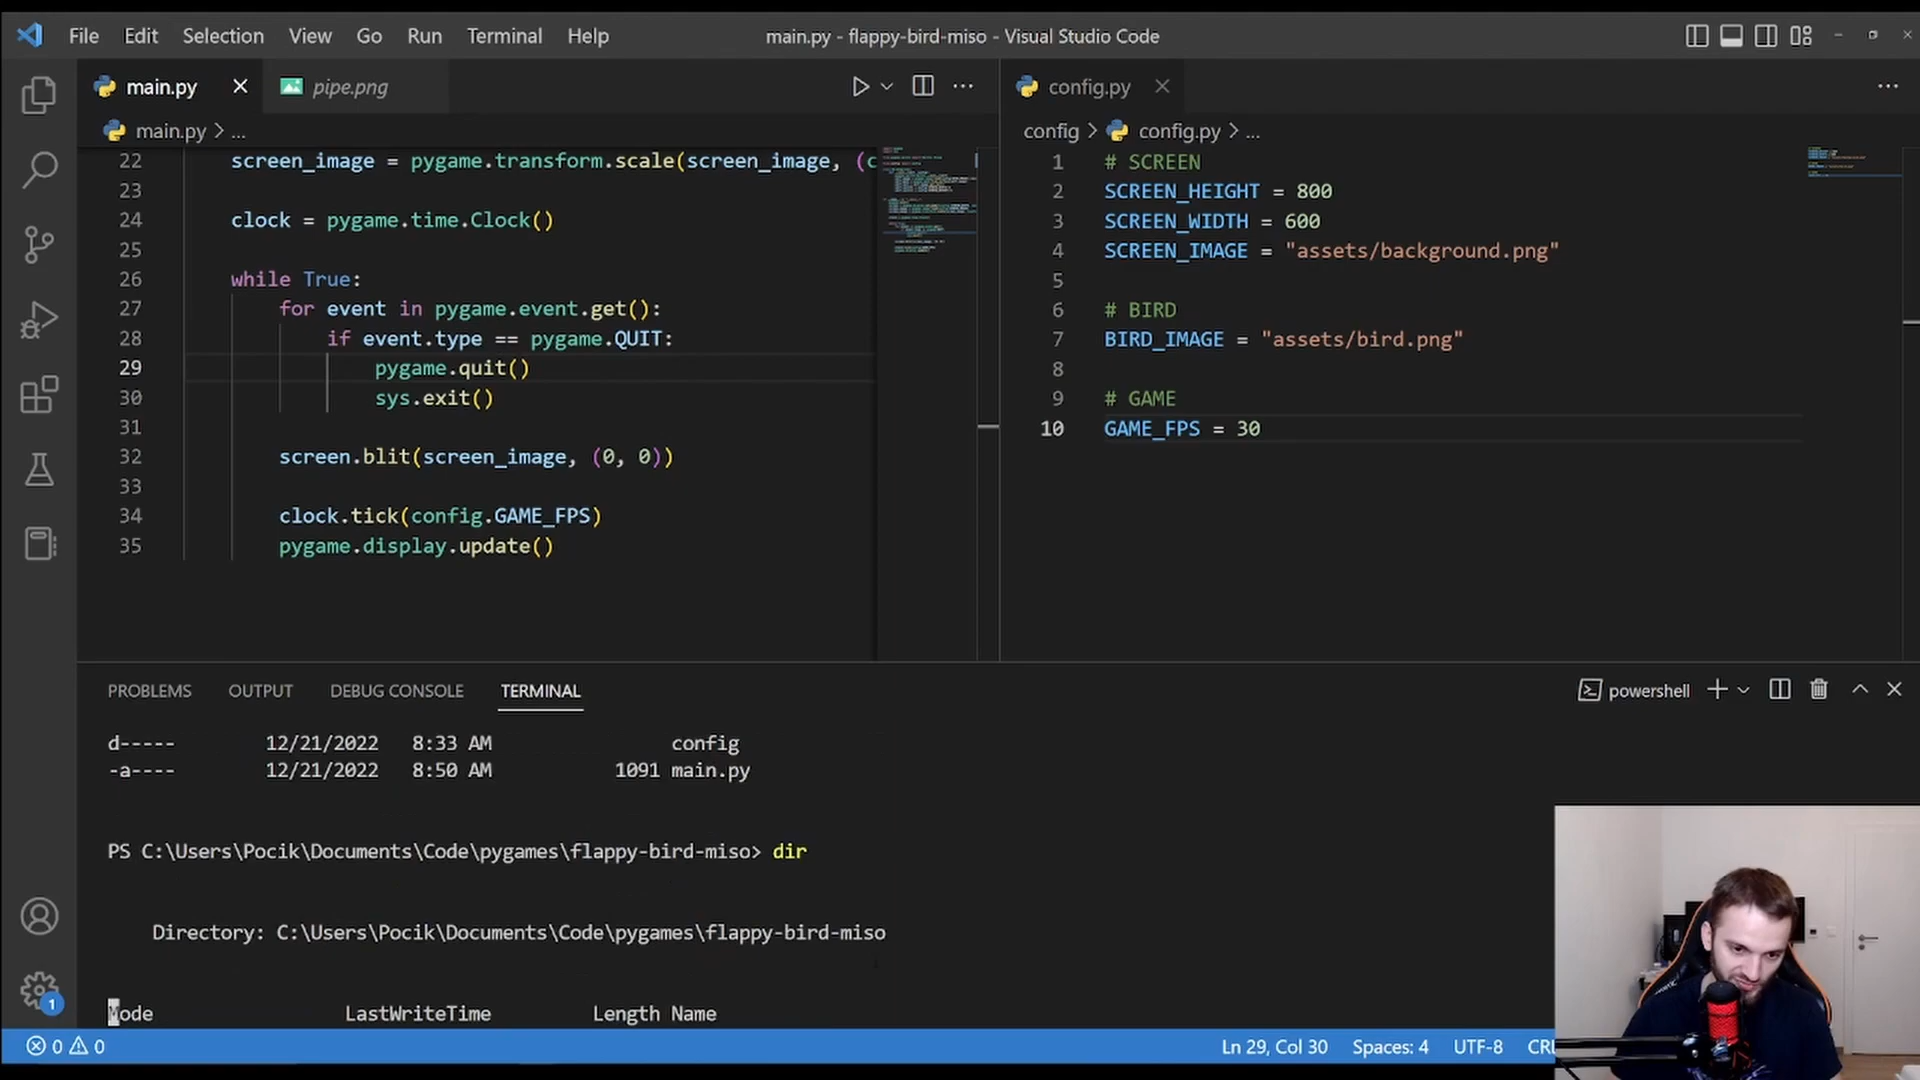 File Edit Selection View Go Run Terminal Help
main.py - flappy-bird-miso - Visual Studio Code
main.py
pipe.png
main.py > ...
22 screen_image = pygame.transform.scale(screen_image, (c
23
24 clock = pygame.time.Clock()
25
26 while True:
27 for event in pygame.event.get():
28 if event.type == pygame.QUIT:
29 pygame.quit()
30 sys.exit()
31
32 screen.blit(screen_image, (0, 0))
33
34 clock.tick(config.GAME_FPS)
35 pygame.display.update()
config.py
config > config.py > ...
1 # SCREEN
2 SCREEN_HEIGHT = 800
3 SCREEN_WIDTH = 600
4 SCREEN_IMAGE = "assets/background.png"
5
6 # BIRD
7 BIRD_IMAGE = "assets/bird.png"
8
9 # GAME
10 GAME_FPS = 30
PROBLEMS OUTPUT DEBUG CONSOLE TERMINAL
powershell
d----- 12/21/2022 8:33 AM config
-a---- 12/21/2022 8:50 AM 1091 main.py
PS C:\Users\Pocik\Documents\Code\pygames\flappy-bird-miso> dir
Directory: C:\Users\Pocik\Documents\Code\pygames\flappy-bird-miso
Mode LastWriteTime Length Name
1
0 0
Ln 29, Col 30 Spaces: 4 UTF-8 CRL